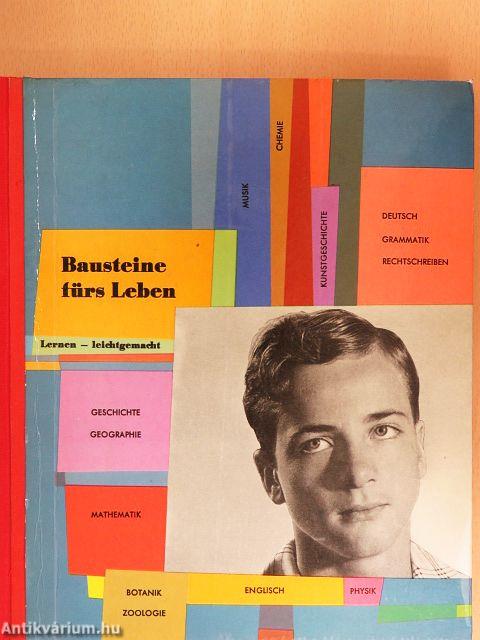 CHEMIE
MUSIK
KUNSTGESCHICHTE
DEUTSCH
GRAMMATIK
RECHTSCHREIBEN
Bausteine
fürs Leben
Lernen – leichtgemacht
GESCHICHTE
GEOGRAPHIE
MATHEMATIK
BOTANIK
ZOOLOGIE
ENGLISCH
PHYSIK
Antikvárium.hu